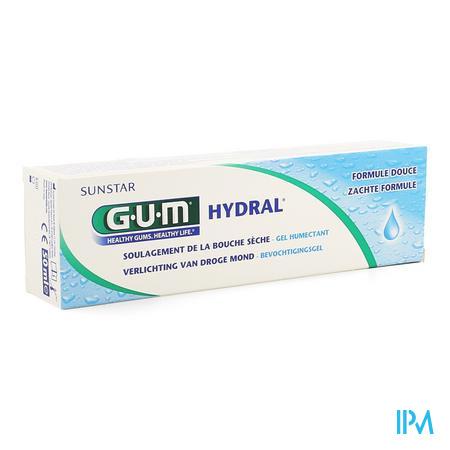 SUNSTAR
G·U·M®
HYDRAL®
HEALTHY GUMS. HEALTHY LIFE.®
SOULAGEMENT DE LA BOUCHE SÈCHE - GEL HUMECTANT
VERLICHTING VAN DROGE MOND - BEVOCHTIGINGSGEL
FORMULE DOUCE
ZACHTE FORMULE
50ml e
CE
IPM